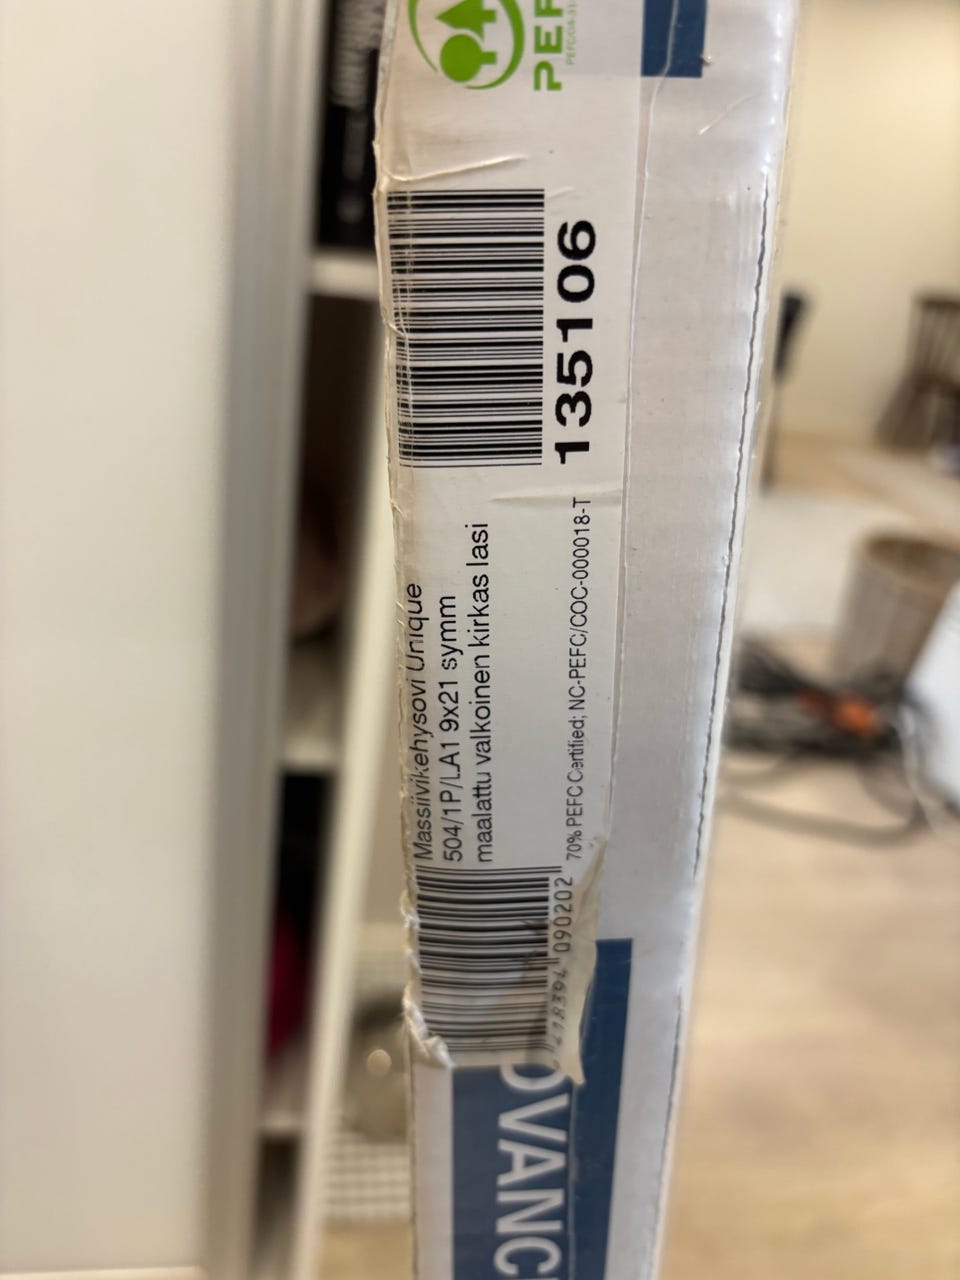 PEF
135106
Massiivikehysovi Unique
504/1P/LA1 9x21 symm
maalattu valkoinen kirkas lasi
70% PEFC Certified; NC-PEFC/COC-000018-T
090202